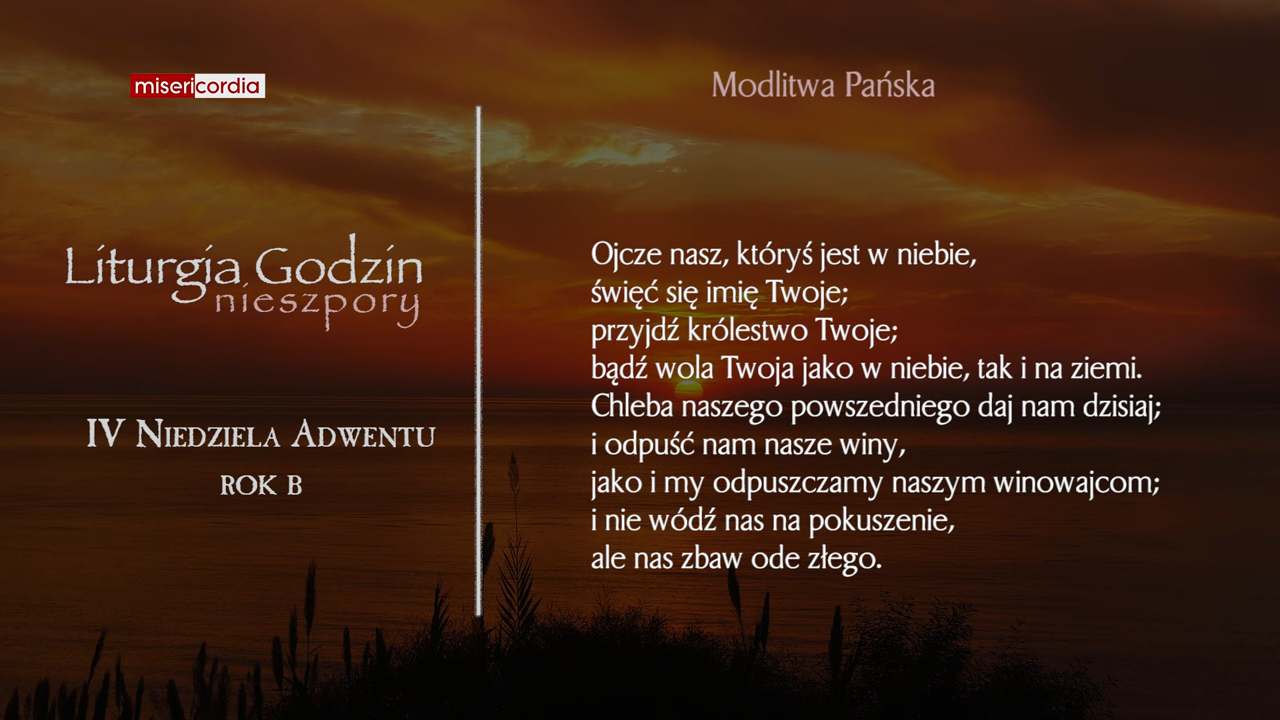 misericordia
Liturgia Godzin
nieszpory
IV Niedziela Adwentu
ROK B
Modlitwa Pańska
Ojcze nasz, któryś jest w niebie,
święć się imię Twoje;
przyjdź królestwo Twoje;
bądź wola Twoja jako w niebie, tak i na ziemi.
Chleba naszego powszedniego daj nam dzisiaj;
i odpuść nam nasze winy,
jako i my odpuszczamy naszym winowajcom;
i nie wódź nas na pokuszenie,
ale nas zbaw ode złego.